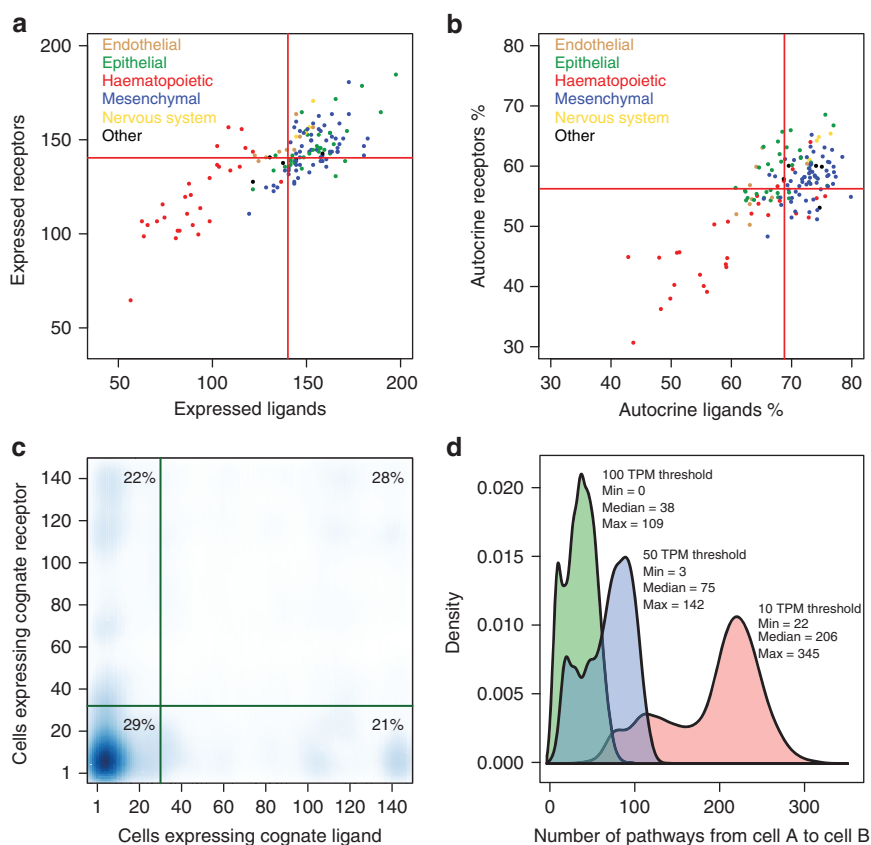 a
200
150
100
50
Expressed receptors
Endothelial
Epithelial
Haematopoietic
Mesenchymal
Nervous system
Other
50
100
150
200
Expressed ligands
b
80
70
60
50
40
30
Autocrine receptors %
Endothelial
Epithelial
Haematopoietic
Mesenchymal
Nervous system
Other
30
40
50
60
70
80
Autocrine ligands %
c
140
120
100
80
60
40
20
1
Cells expressing cognate receptor
22%
28%
29%
21%
1
20
40
60
80
100
120
140
Cells expressing cognate ligand
d
0.020
0.015
0.010
0.005
0.000
Density
100 TPM threshold
Min = 0
Median = 38
Max = 109
50 TPM threshold
Min = 3
Median = 75
Max = 142
10 TPM threshold
Min = 22
Median = 206
Max = 345
0
100
200
300
Number of pathways from cell A to cell B